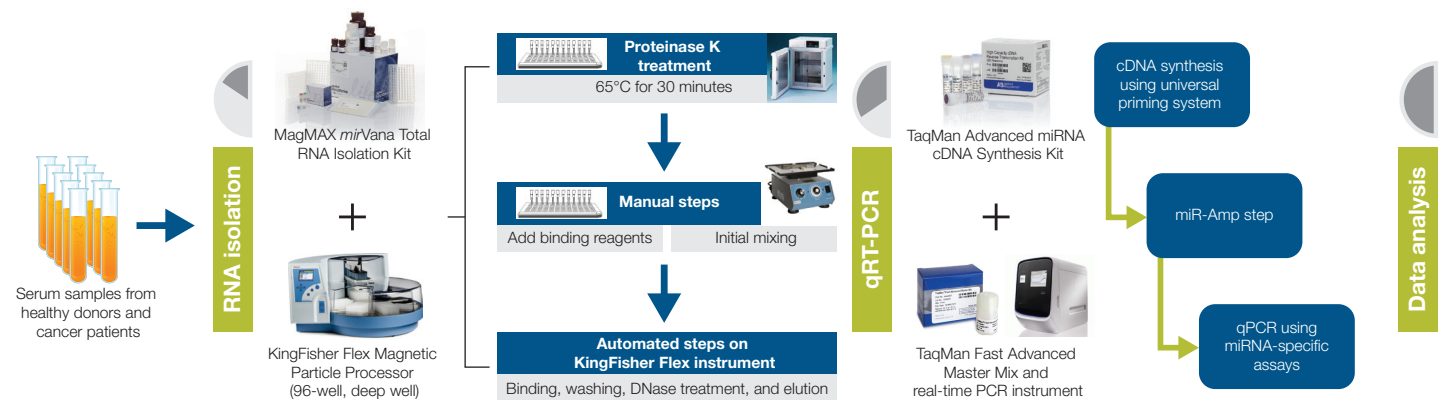 Serum samples from
healthy donors and
cancer patients
RNA isolation
MagMAX mirVana Total
RNA Isolation Kit
+
KingFisher Flex Magnetic
Particle Processor
(96-well, deep well)
Proteinase K
treatment
65°C for 30 minutes
Manual steps
Add binding reagents
Initial mixing
Automated steps on
KingFisher Flex instrument
Binding, washing, DNase treatment, and elution
qRT-PCR
TaqMan Advanced miRNA
cDNA Synthesis Kit
+
TaqMan Fast Advanced
Master Mix and
real-time PCR instrument
cDNA synthesis
using universal
priming system
miR-Amp step
qPCR using
miRNA-specific
assays
Data analysis